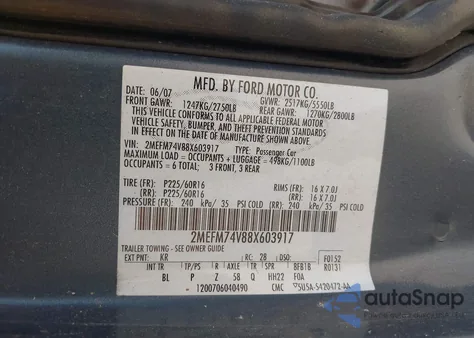 MFD. BY FORD MOTOR CO.
DATE: 06/07 GVWR: 2517KG/5550LB
FRONT GAWR: 1247KG/2750LB REAR GAWR: 1270KG/2800LB
THIS VEHICLE CONFORMS TO ALL APPLICABLE FEDERAL MOTOR
VEHICLE SAFETY, BUMPER, AND THEFT PREVENTION STANDARDS
IN EFFECT ON THE DATE OF MANUFACTURE SHOWN ABOVE.
VIN: 2MEFM74V88X603917 TYPE: Passenger Car
MAXIMUM LOAD = OCCUPANTS + LUGGAGE = 498KG/1100LB
OCCUPANTS = 6 TOTAL; 3 FRONT, 3 REAR
TIRE (FR): P225/60R16 RIMS (FR): 16 X 7.0J
(RR): P225/60R16 (RR): 16 X 7.0J
PRESSURE (FR): 240 kPa/ 35 PSI COLD (RR): 240 kPa/ 35 PSI COLD
2MEFM74V88X603917
TRAILER TOWING - SEE OWNER GUIDE
EXT PNT: KR RC: 28 DSO: F0152
INT TR TP/PS R AXLE TR SPR BFB1B R0131
BL P Z 5B Q HH22 F0A
1200706040490 CMC
autoSnap